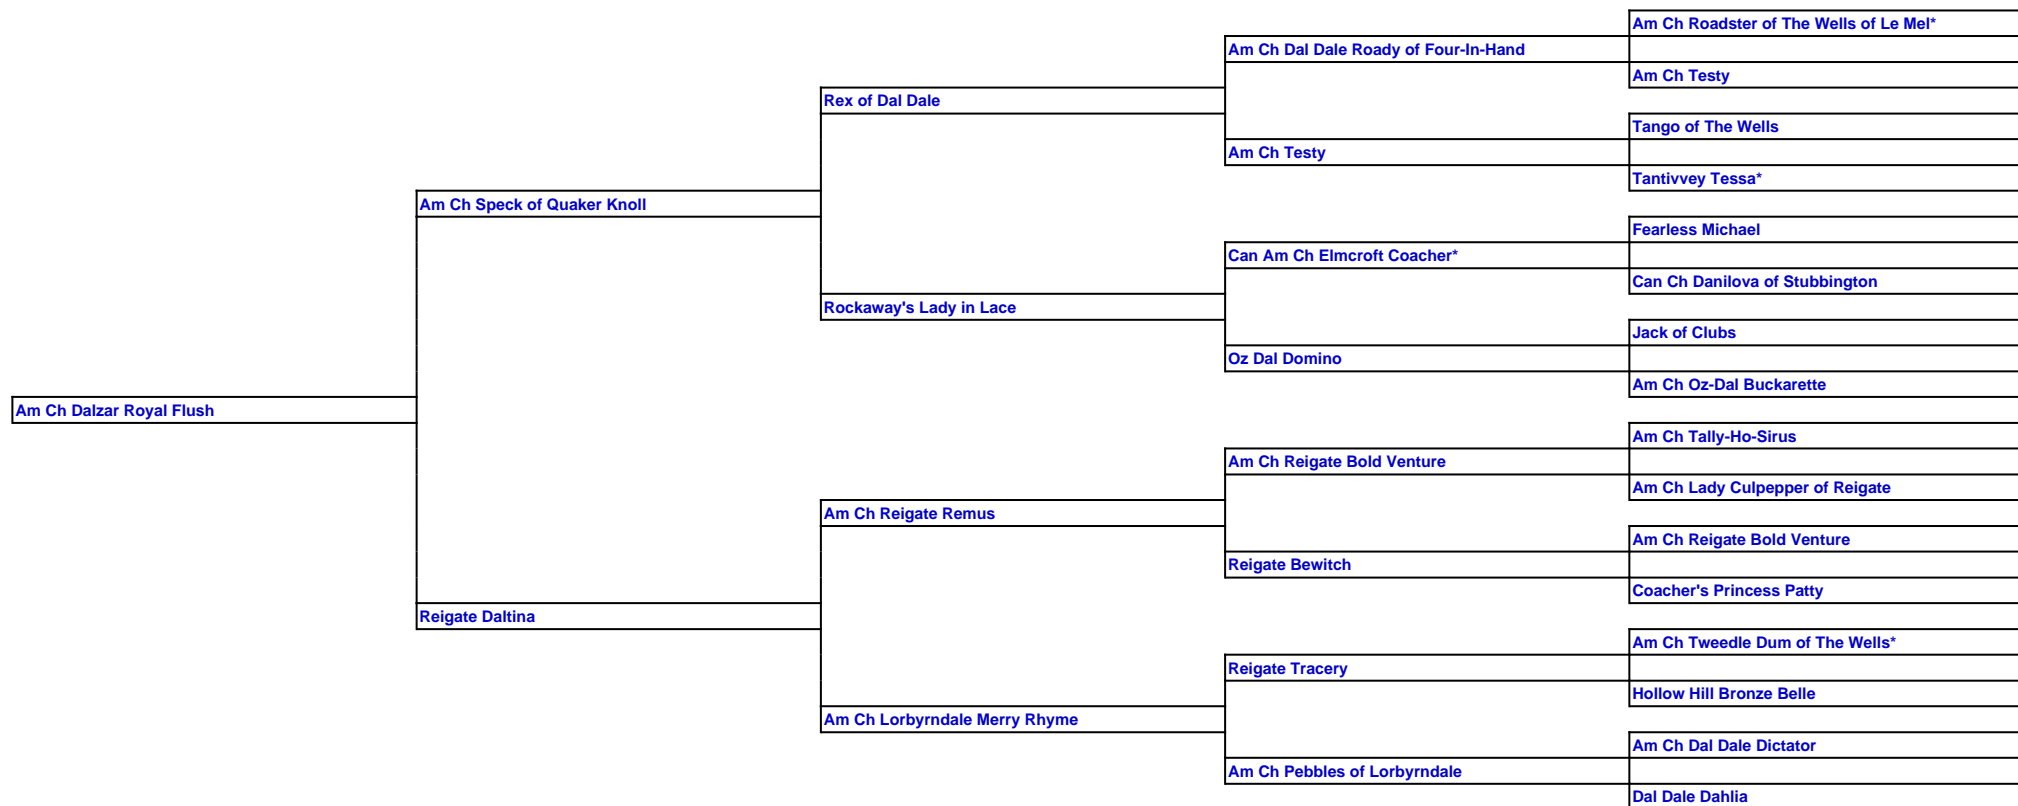 Am Ch Roadster of The Wells of Le Mel*
Am Ch Dal Dale Roady of Four-In-Hand
Am Ch Testy
Rex of Dal Dale
Tango of The Wells
Am Ch Testy
Tantivvey Tessa*
Am Ch Speck of Quaker Knoll
Fearless Michael
Can Am Ch Elmcroft Coacher*
Can Ch Danilova of Stubbington
Rockaway's Lady in Lace
Jack of Clubs
Oz Dal Domino
Am Ch Oz-Dal Buckarette
Am Ch Dalzar Royal Flush
Am Ch Tally-Ho-Sirus
Am Ch Reigate Bold Venture
Am Ch Lady Culpepper of Reigate
Am Ch Reigate Remus
Am Ch Reigate Bold Venture
Reigate Bewitch
Coacher's Princess Patty
Reigate Daltina
Am Ch Tweedle Dum of The Wells*
Reigate Tracery
Hollow Hill Bronze Belle
Am Ch Lorbyrndale Merry Rhyme
Am Ch Dal Dale Dictator
Am Ch Pebbles of Lorbyrndale
Dal Dale Dahlia